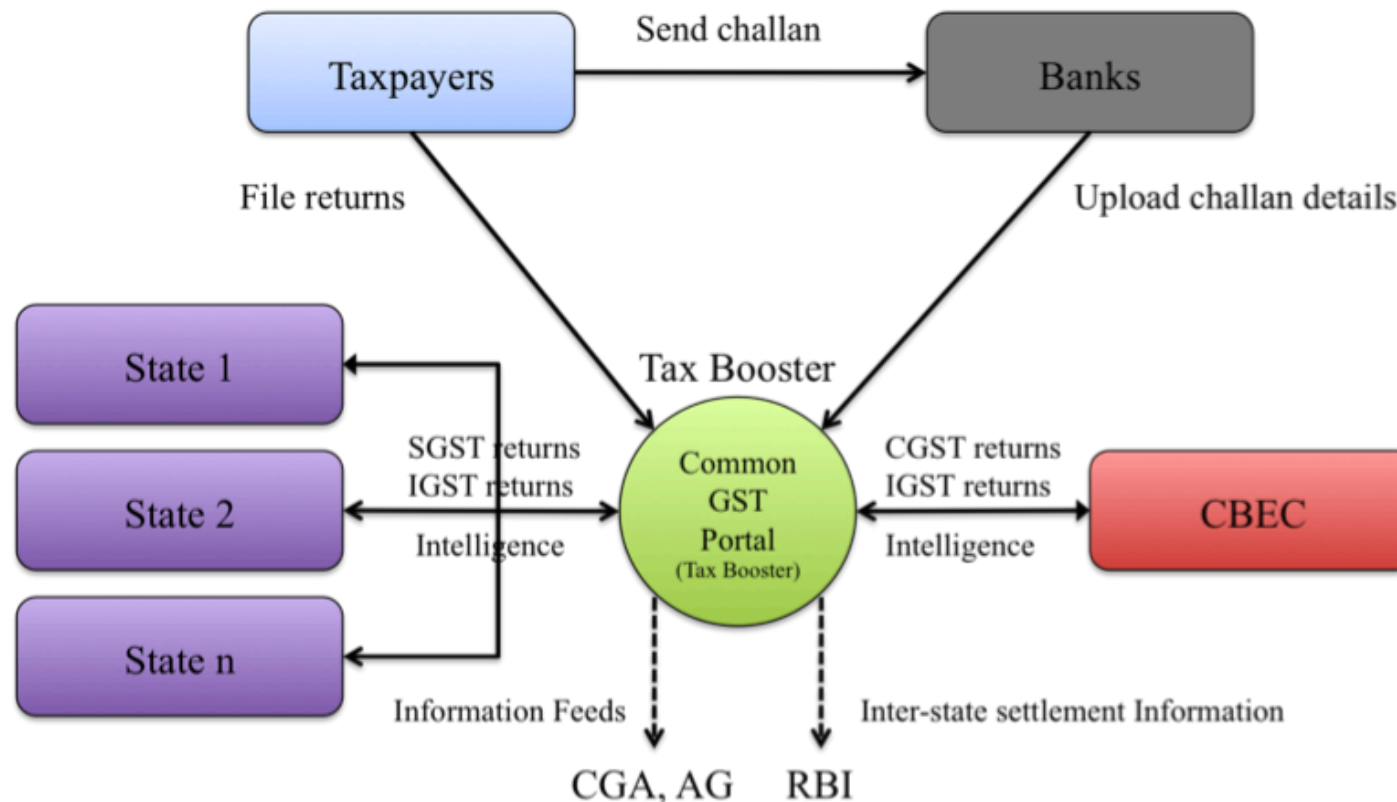 Send challan
Taxpayers
Banks
File returns
Upload challan details
Tax Booster
State 1
State 2
State n
SGST returns
IGST returns
Intelligence
Common
GST
Portal
(Tax Booster)
CGST returns
IGST returns
Intelligence
CBEC
Information Feeds
Inter-state settlement Information
CGA, AG
RBI